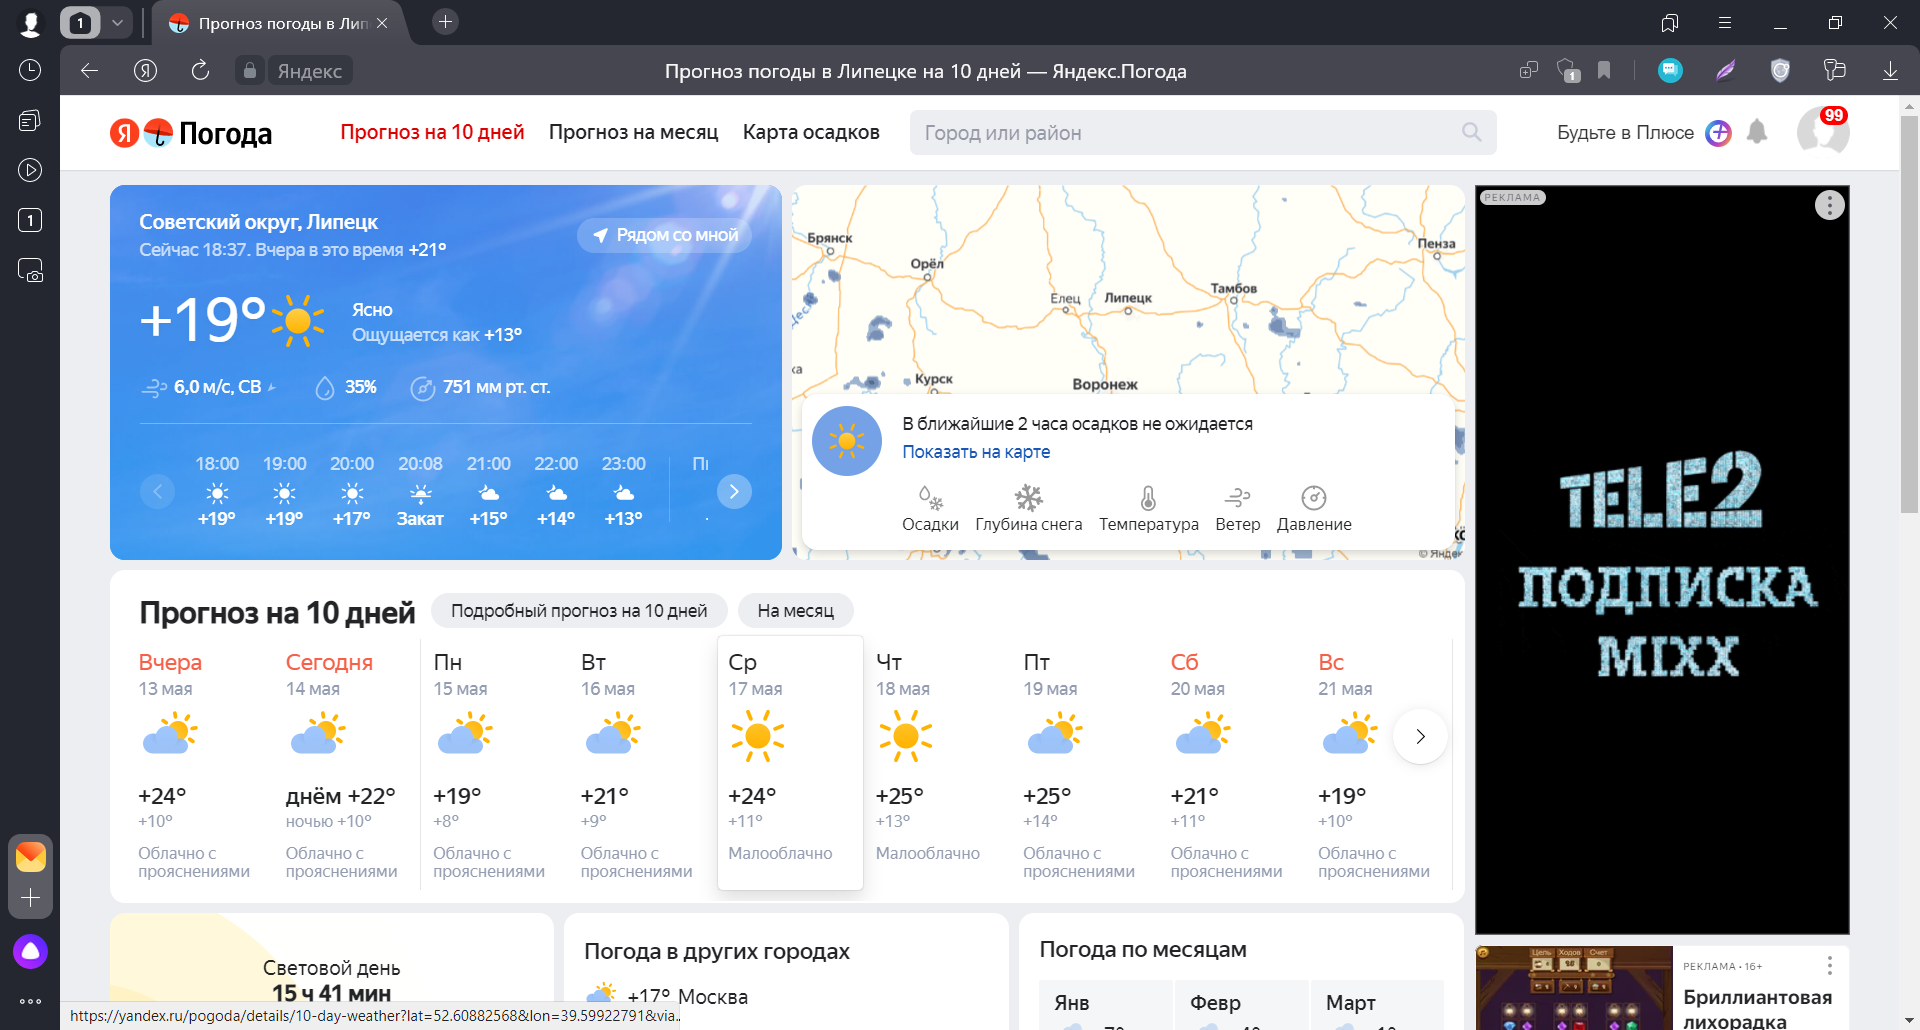 1
Прогноз погоды в Лип
Яндекс
Прогноз погоды в Липецке на 10 дней — Яндекс.Погода
1
1
Я Погода
Прогноз на 10 дней
Прогноз на месяц
Карта осадков
Город или район
Будьте в Плюсе
99
Советский округ, Липецк
Сейчас 18:37. Вчера в это время +21°
Рядом со мной
+19°
Ясно
Ощущается как +13°
6,0 м/с, СВ
35%
751 мм рт. ст.
18:00 19:00 20:00 20:08 21:00 22:00 23:00
+19° +19° +17° Закат +15° +14° +13°
Брянск
Пенза
Орёл
Тамбов
Елец
Липецк
Курск
Воронеж
В ближайшие 2 часа осадков не ожидается
Показать на карте
Осадки Глубина снега Температура Ветер Давление
РЕКЛАМА
TELE2
ПОДПИСКА
MIXX
Прогноз на 10 дней
Подробный прогноз на 10 дней
На месяц
Вчера Сегодня Пн Вт Ср Чт Пт Сб Вс
13 мая 14 мая 15 мая 16 мая 17 мая 18 мая 19 мая 20 мая 21 мая
+24° днём +22° +19° +21° +24° +25° +25° +21° +19°
+10° ночью +10° +8° +9° +11° +13° +14° +11° +10°
Облачно с Облачно с Облачно с Облачно с Малооблачно Малооблачно Облачно с Облачно с Облачно с
прояснениями прояснениями прояснениями прояснениями прояснениями прояснениями прояснениями
Световой день
15 ч 41 мин
Погода в других городах
+17° Москва
Погода по месяцам
Янв Февр Март
РЕКЛАМА • 16+
Бриллиантовая
лихорадка
Цель Ходов Счет
https://yandex.ru/pogoda/details/10-day-weather?lat=52.60882568&lon=39.59922791&via...